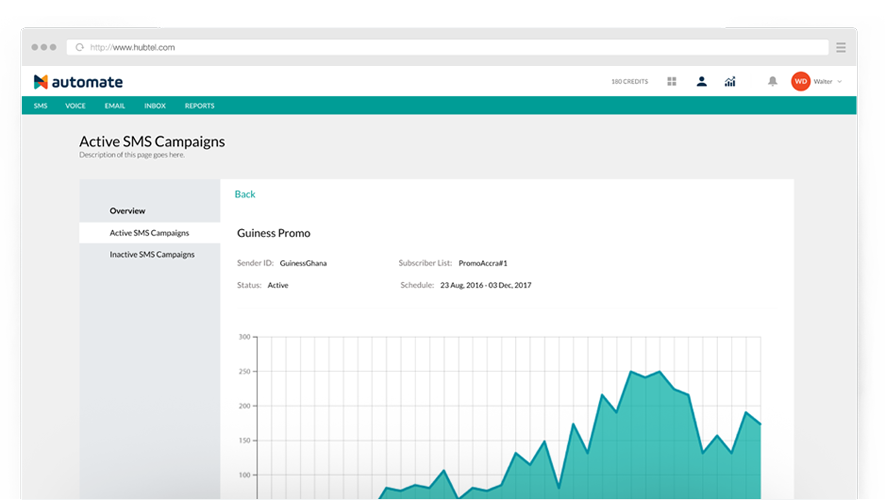 http://www.hubtel.com
automate
180 CREDITS
WD
Walter
SMS VOICE EMAIL INBOX REPORTS
Active SMS Campaigns
Description of this page goes here.
Back
Overview
Active SMS Campaigns
Inactive SMS Campaigns
Guiness Promo
Sender ID: GuinessGhana Subscriber List: PromoAccra#1
Status: Active Schedule: 23 Aug, 2016 - 03 Dec, 2017
300
250
200
150
100